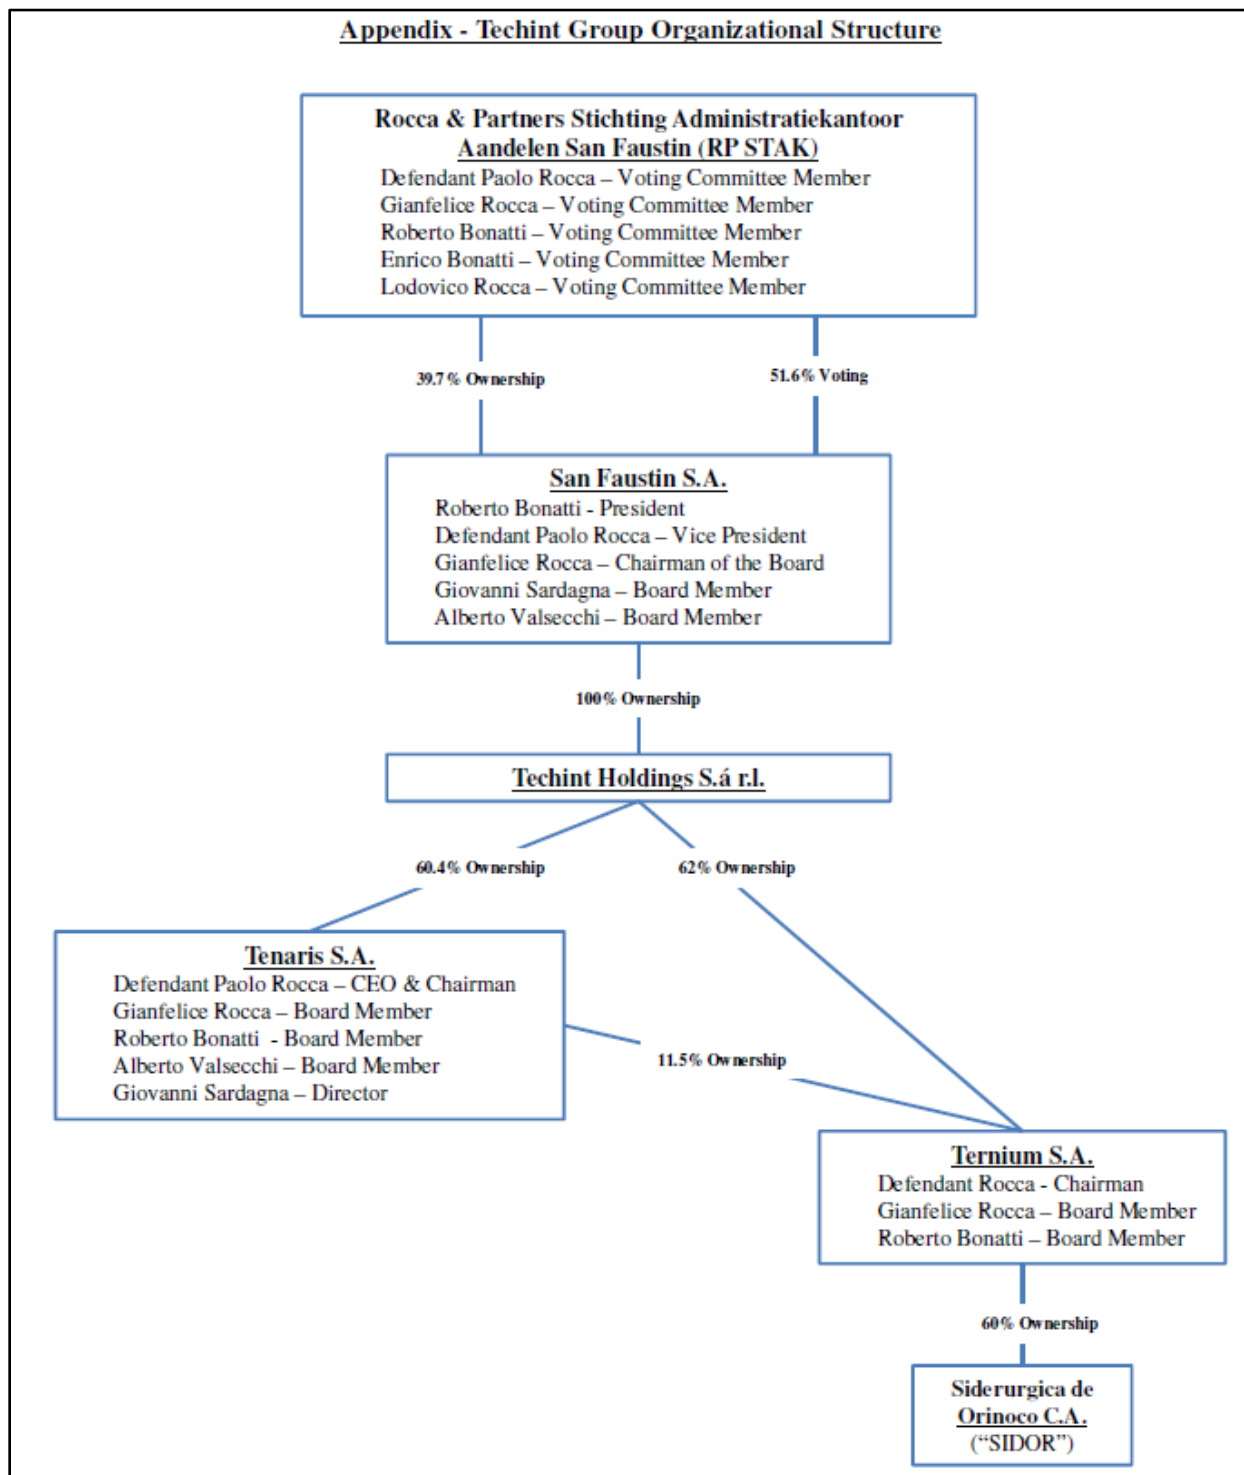 Appendix - Techint Group Organizational Structure
Rocca & Partners Stichting Administratiekantoor
Aandelen San Faustin (RP STAK)
Defendant Paolo Rocca – Voting Committee Member
Gianfelice Rocca – Voting Committee Member
Roberto Bonatti – Voting Committee Member
Enrico Bonatti – Voting Committee Member
Lodovico Rocca – Voting Committee Member
39.7% Ownership
51.6% Voting
San Faustin S.A.
Roberto Bonatti - President
Defendant Paolo Rocca – Vice President
Gianfelice Rocca – Chairman of the Board
Giovanni Sardagna – Board Member
Alberto Valsecchi – Board Member
100% Ownership
Techint Holdings S.á r.l.
60.4% Ownership
62% Ownership
Tenaris S.A.
Defendant Paolo Rocca – CEO & Chairman
Gianfelice Rocca – Board Member
Roberto Bonatti - Board Member
Alberto Valsecchi – Board Member
Giovanni Sardagna – Director
11.5% Ownership
Ternium S.A.
Defendant Rocca - Chairman
Gianfelice Rocca – Board Member
Roberto Bonatti – Board Member
60% Ownership
Siderurgica de
Orinoco C.A.
(“SIDOR”)